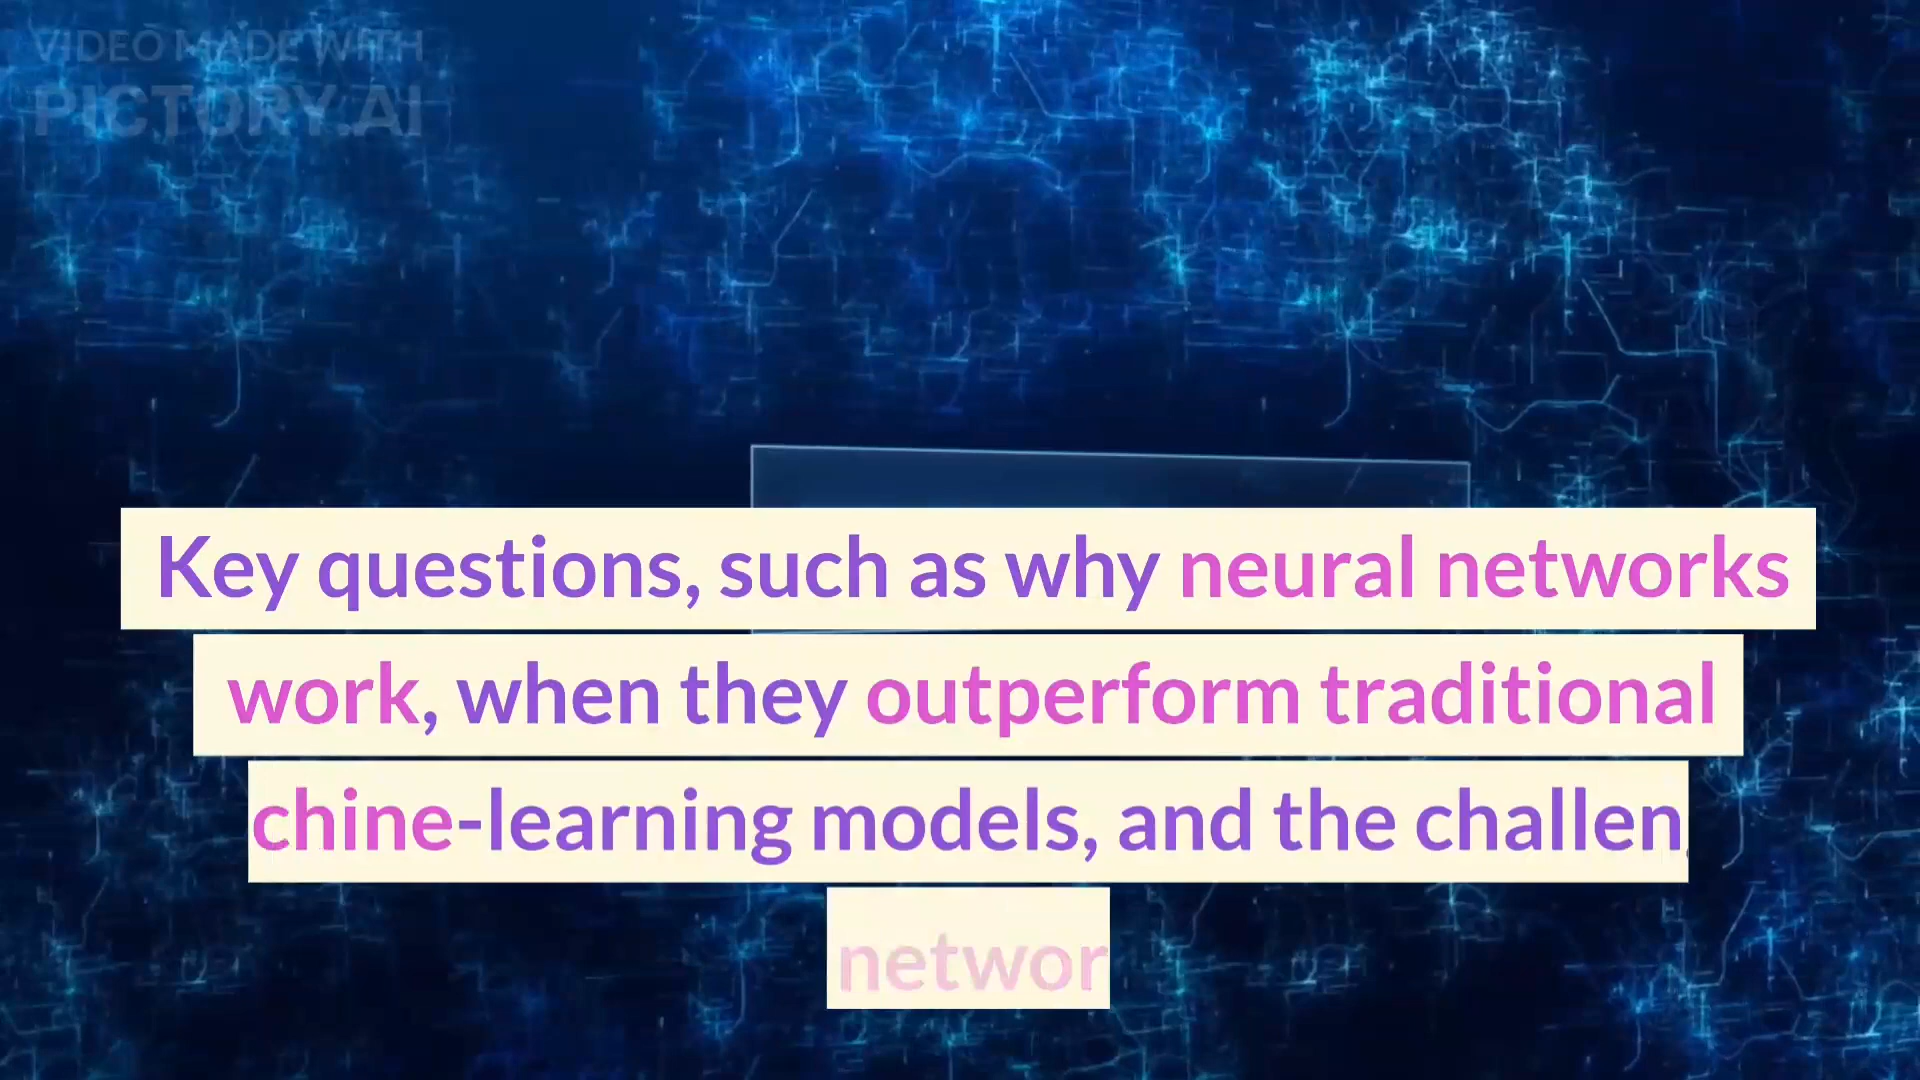 VIDEO MADE WITH
PICTORY.AI
Key questions, such as why neural networks
work, when they outperform traditional
chine-learning models, and the challen
networ